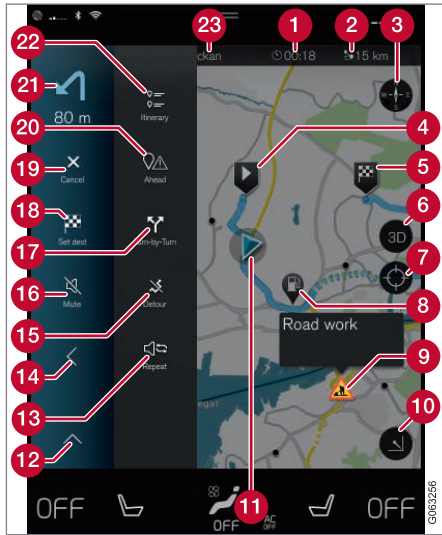 23 1 2 3
22
ckan 00:18 15 km
W E
S
21
80 m
Itinerary
20
4
5
Ahead
19
Cancel
18
Set dest
17
Turn-by-Turn
6
3D
7
16
Mute
15
Detour
8
Road work
14
13
Repeat
9
egat
10
12
11
OFF OFF AC OFF OFF
G063256